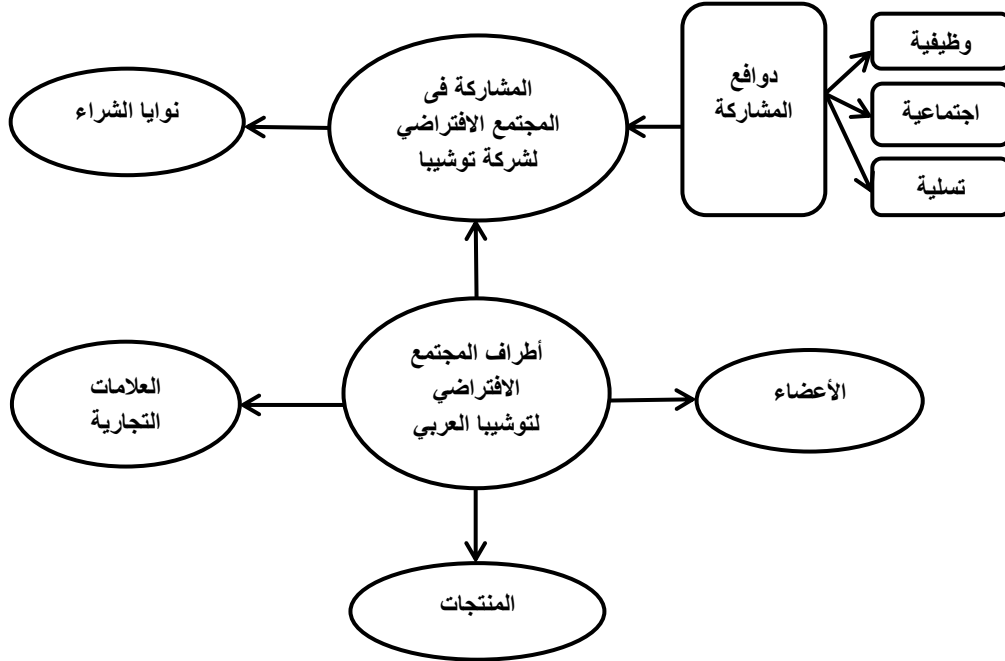 وظيفية
دوافع
المشاركة
اجتماعية
تسلية
المشاركة فى
المجتمع الافتراضي
لشركة توشيبا
نوايا الشراء
أطراف المجتمع
الافتراضي
لتوشيبا العربي
الأعضاء
العلامات
التجارية
المنتجات